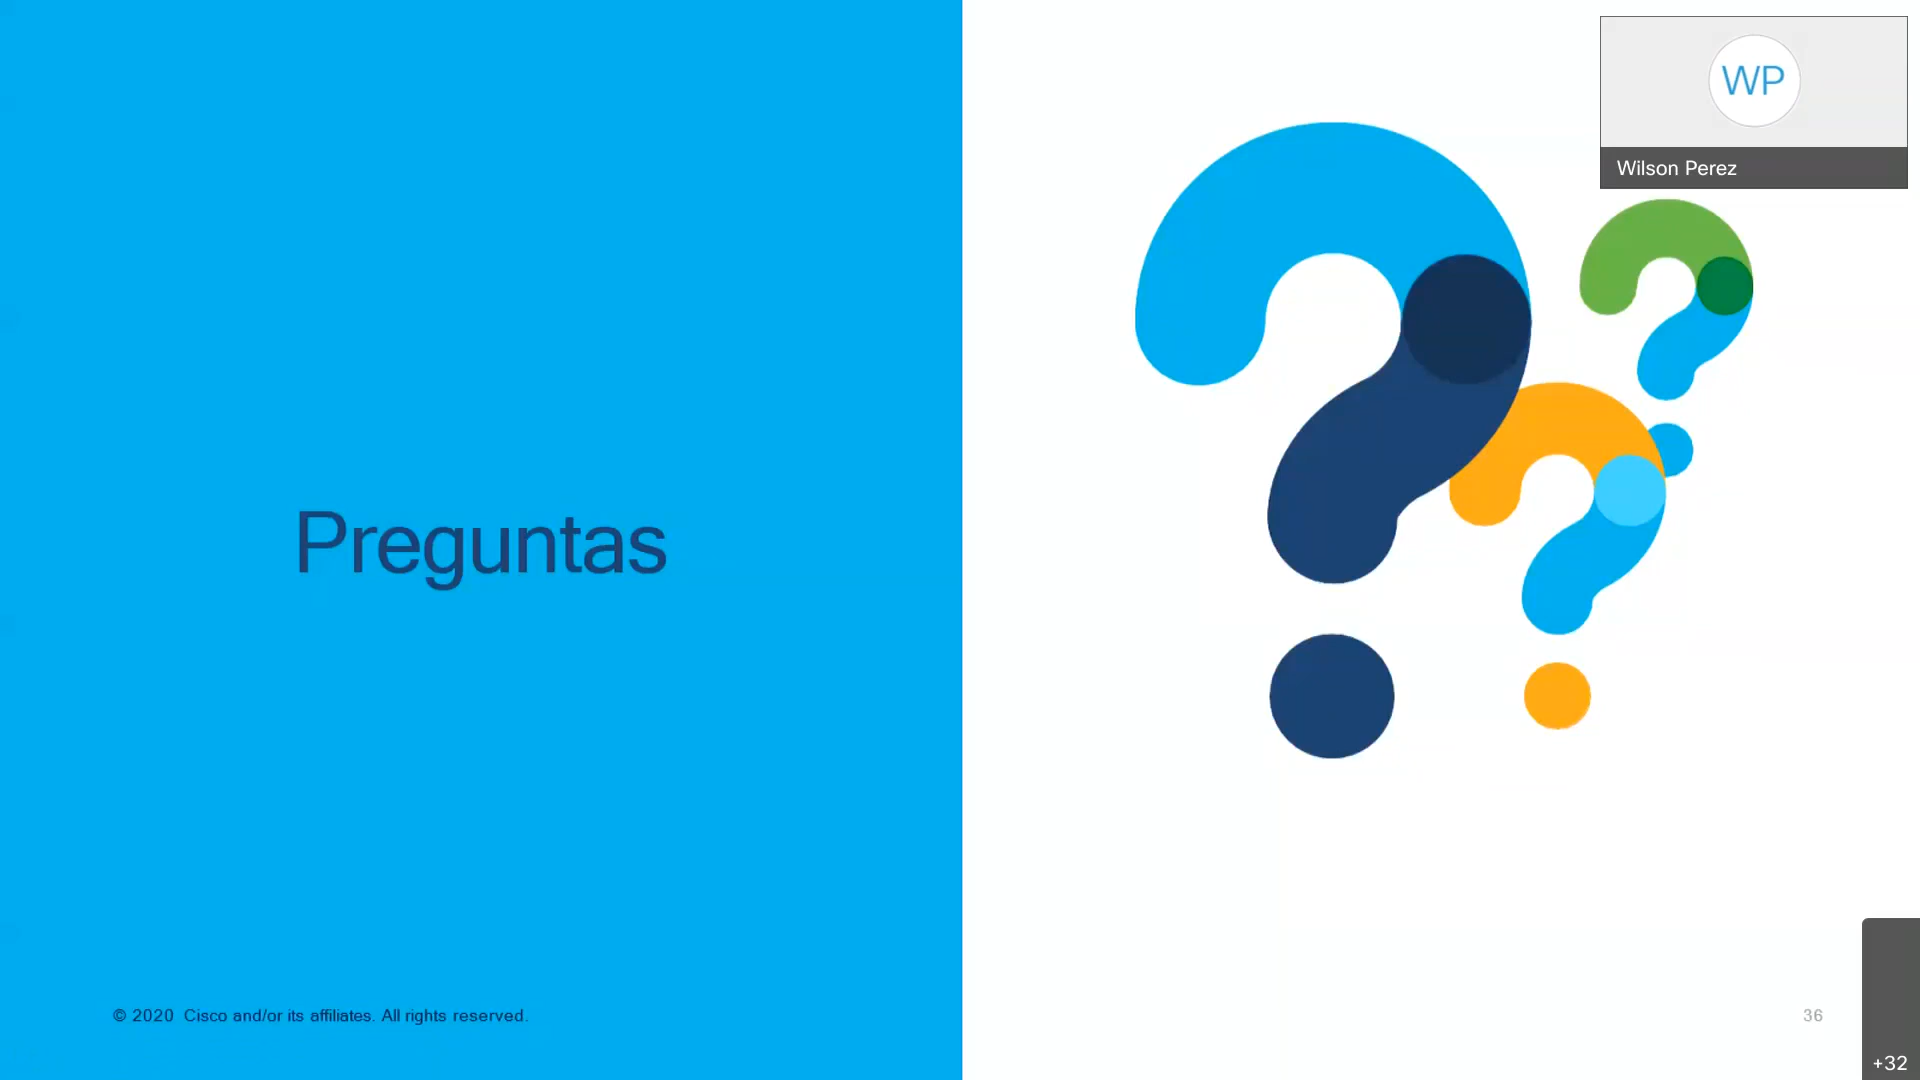 WP
Wilson Perez
Preguntas
© 2020 Cisco and/or its affiliates. All rights reserved.
36
+32